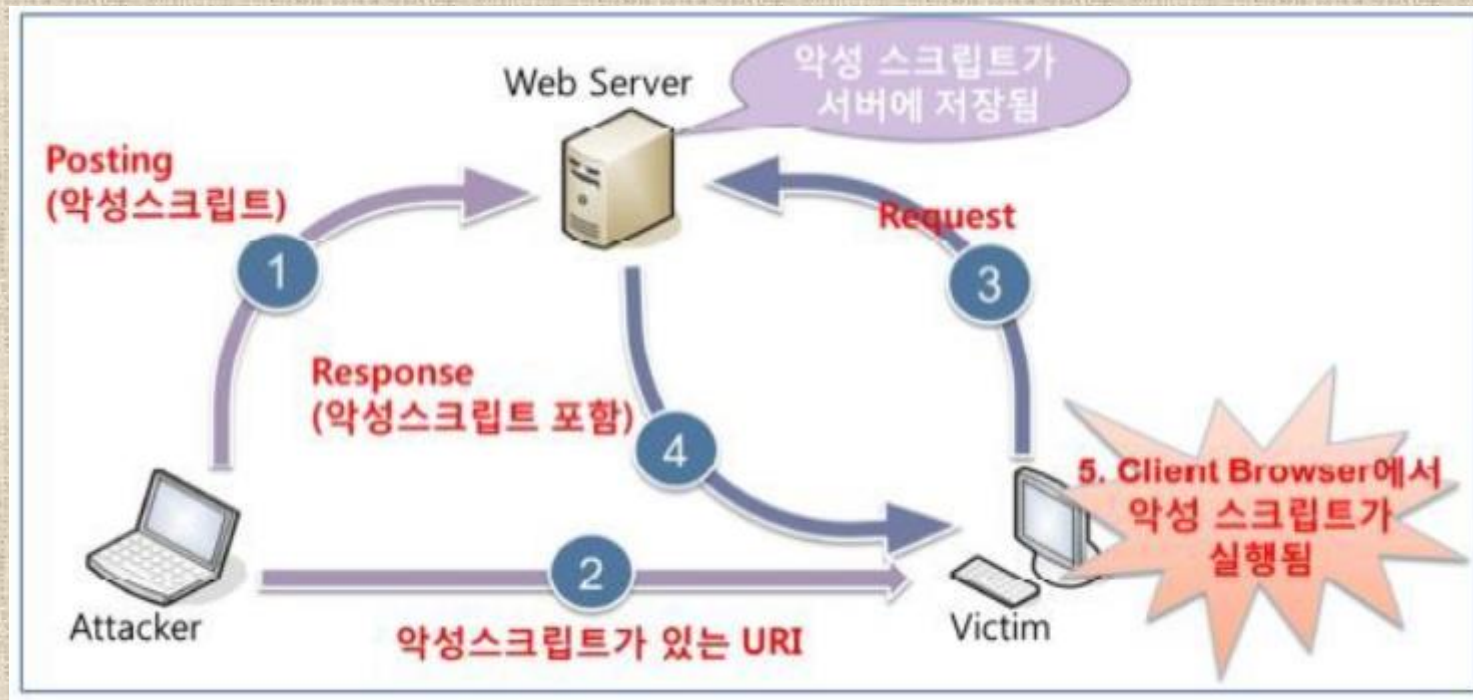 Web Server
악성 스크립트가
서버에 저장됨
Posting
(악성스크립트)
1
Request
3
Response
(악성스크립트 포함)
4
5. Client Browser에서
악성 스크립트가
실행됨
2
Attacker
악성스크립트가 있는 URI
Victim